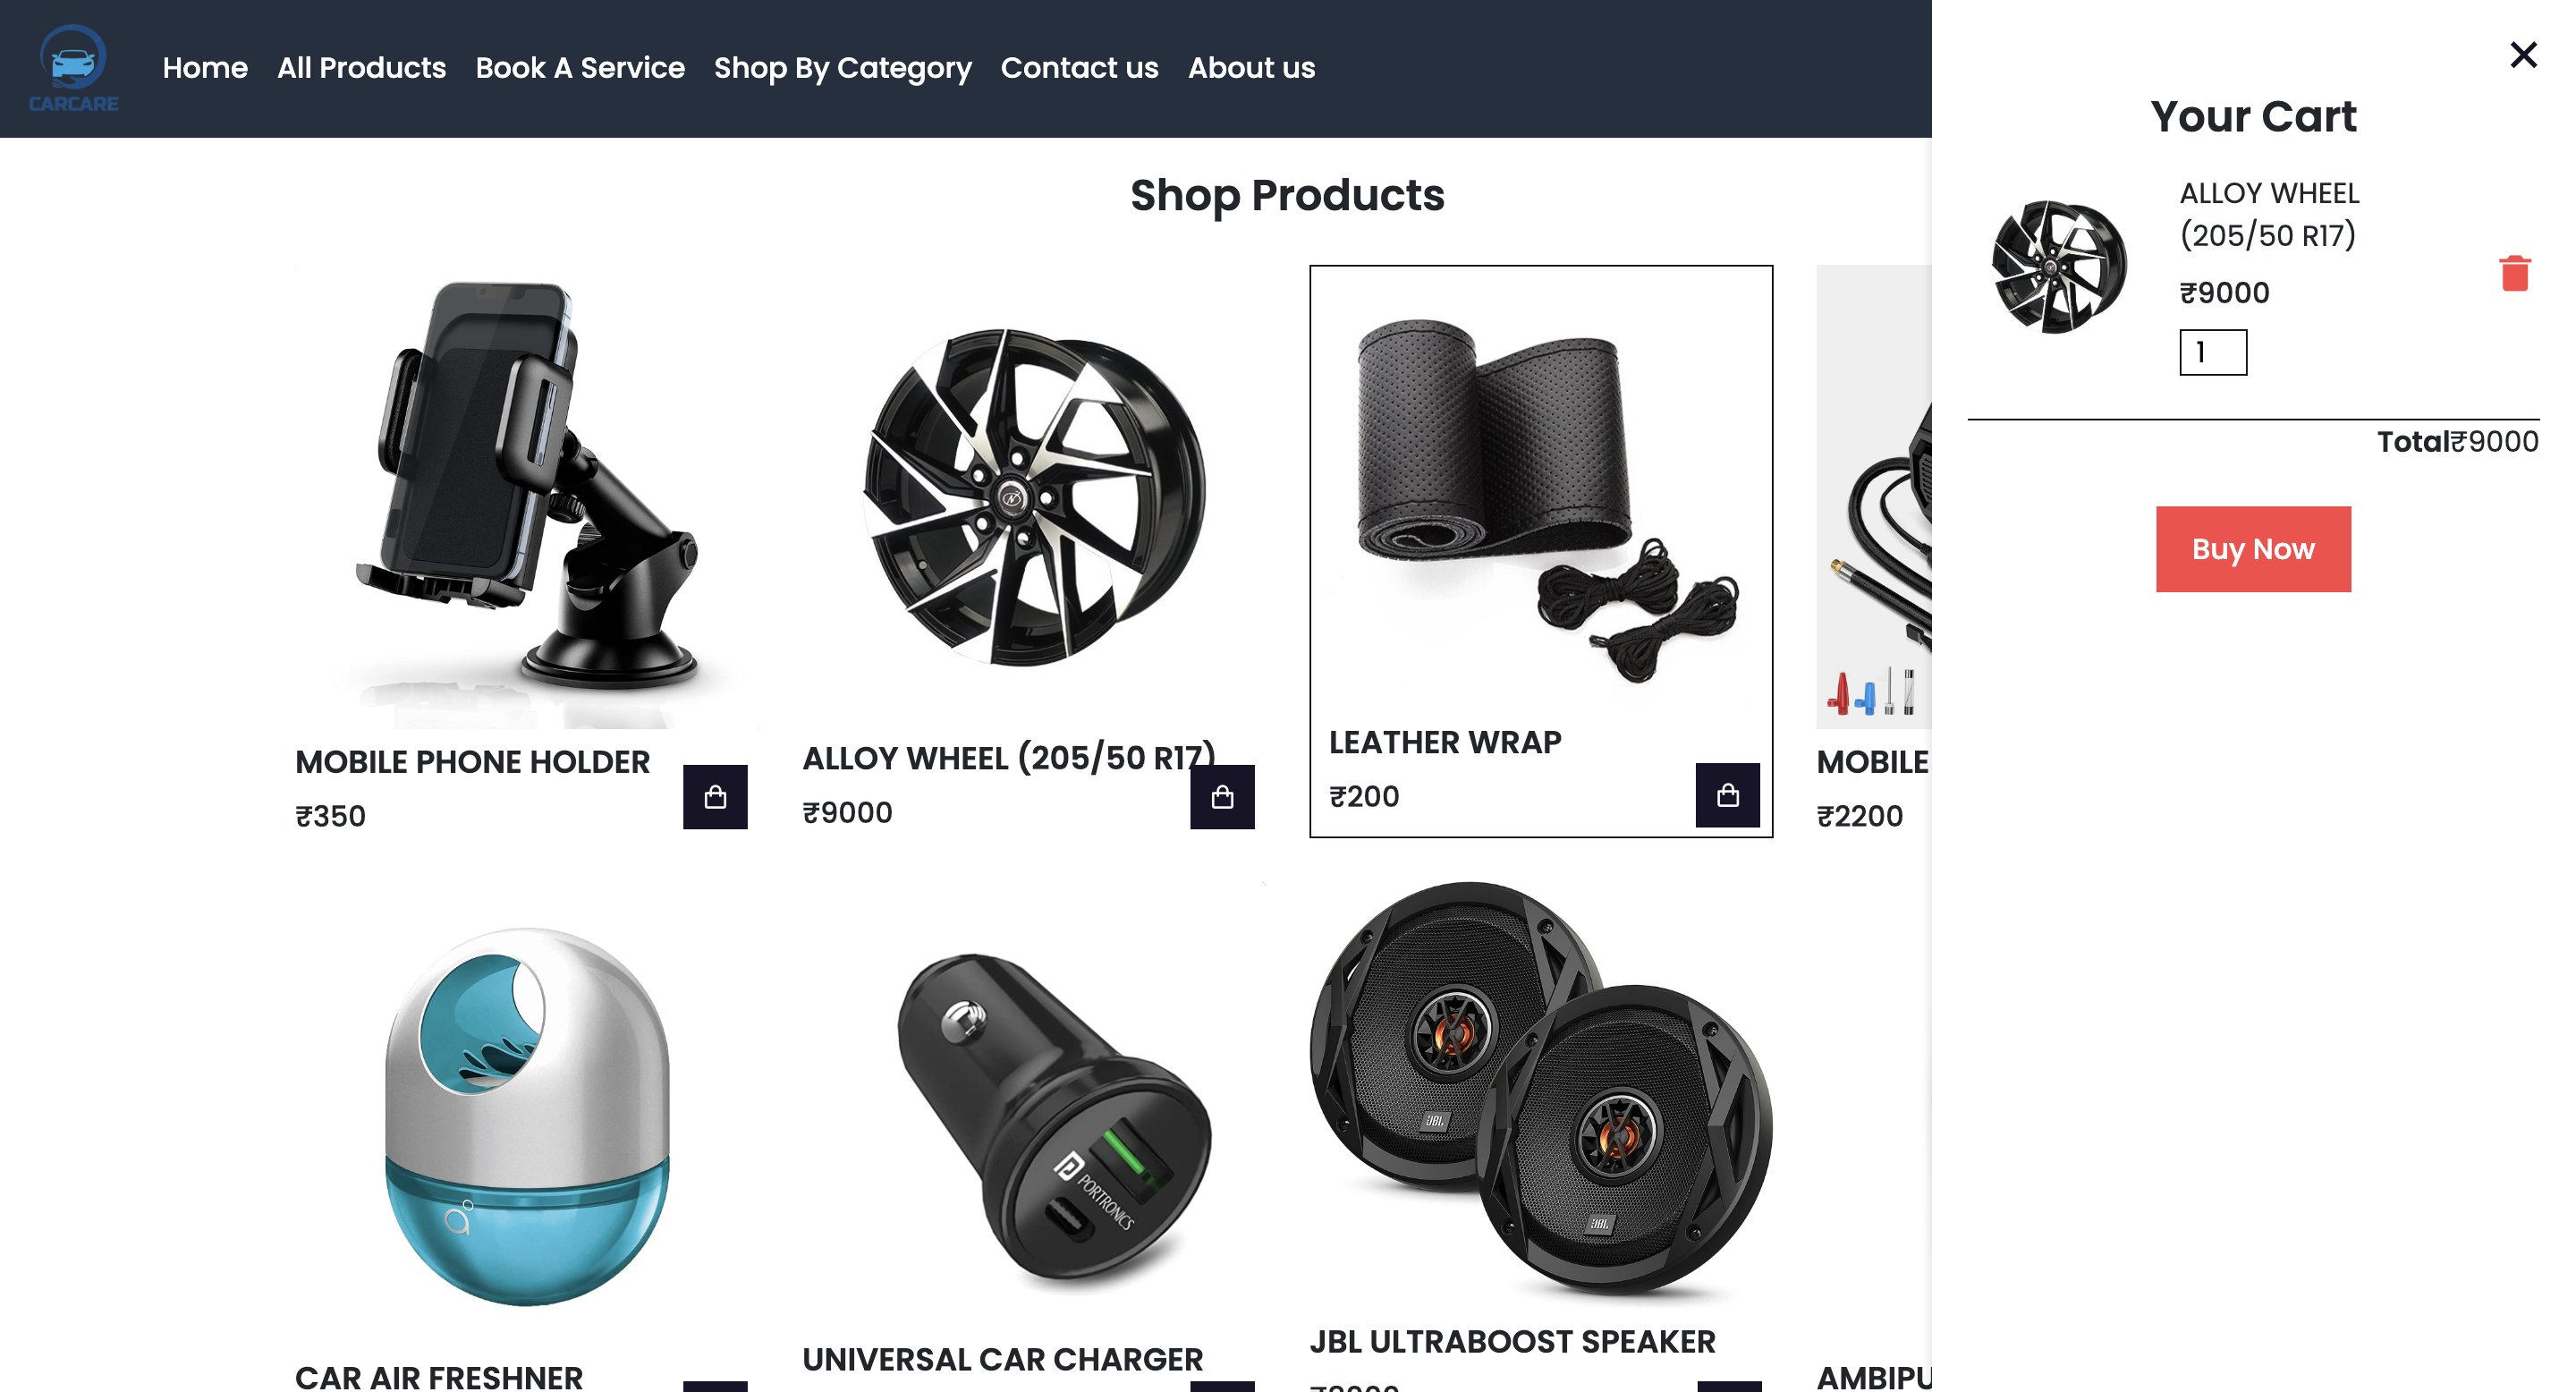 CARCARE
Home
All Products
Book A Service
Shop By Category
Contact us
About us
Shop Products
MOBILE PHONE HOLDER
₹350
ALLOY WHEEL (205/50 R17)
₹9000
LEATHER WRAP
₹200
MOBILE
₹2200
PORTRONICS
JBL
JBL
CAR AIR FRESHNER
UNIVERSAL CAR CHARGER
JBL ULTRABOOST SPEAKER
Your Cart
ALLOY WHEEL
(205/50 R17)
₹9000
1
Total₹9000
Buy Now